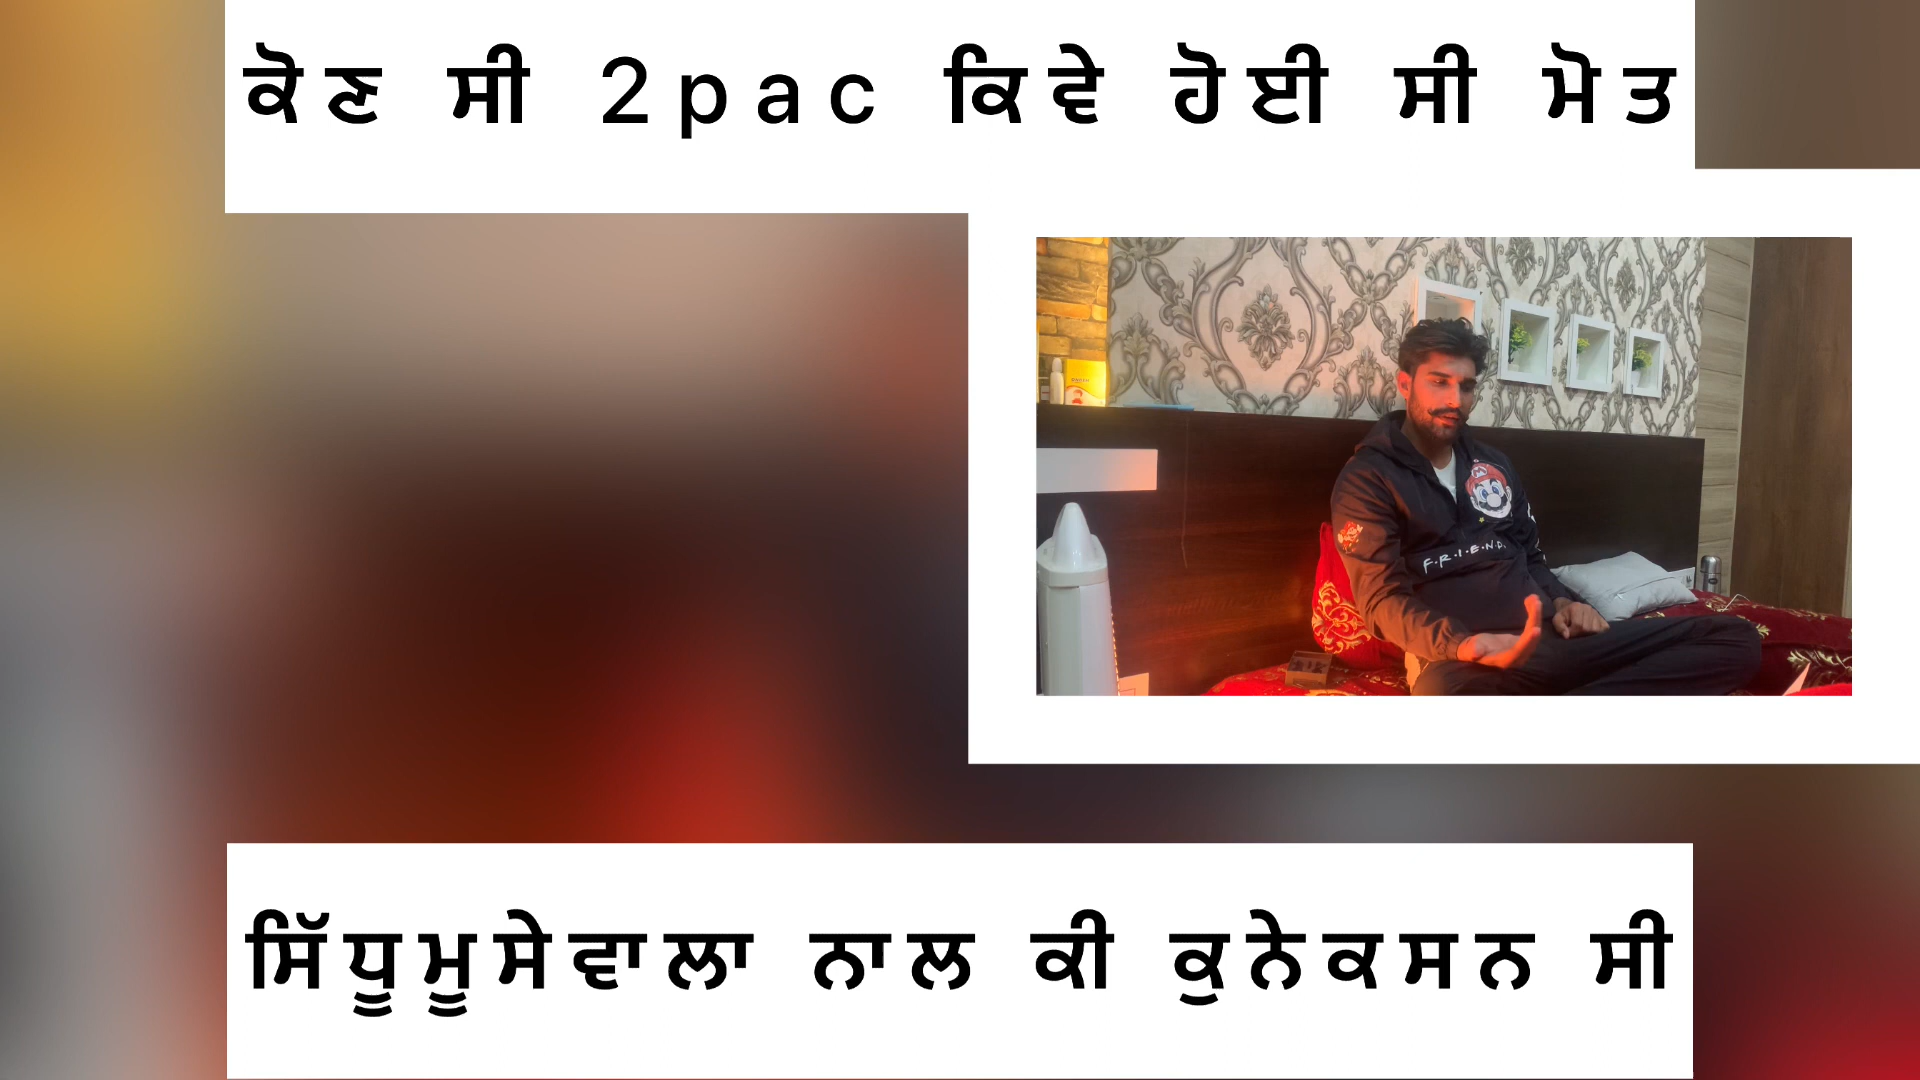 ਕੋਣ ਸੀ 2pac ਕਿਵੇ ਹੋਈ ਸੀ ਮੋਤ
F.R.I.E.N.D.
ਸਿੱਧੂਮੂਸੇਵਾਲਾ ਨਾਲ ਕੀ ਕੁਨੇਕਸਨ ਸੀ